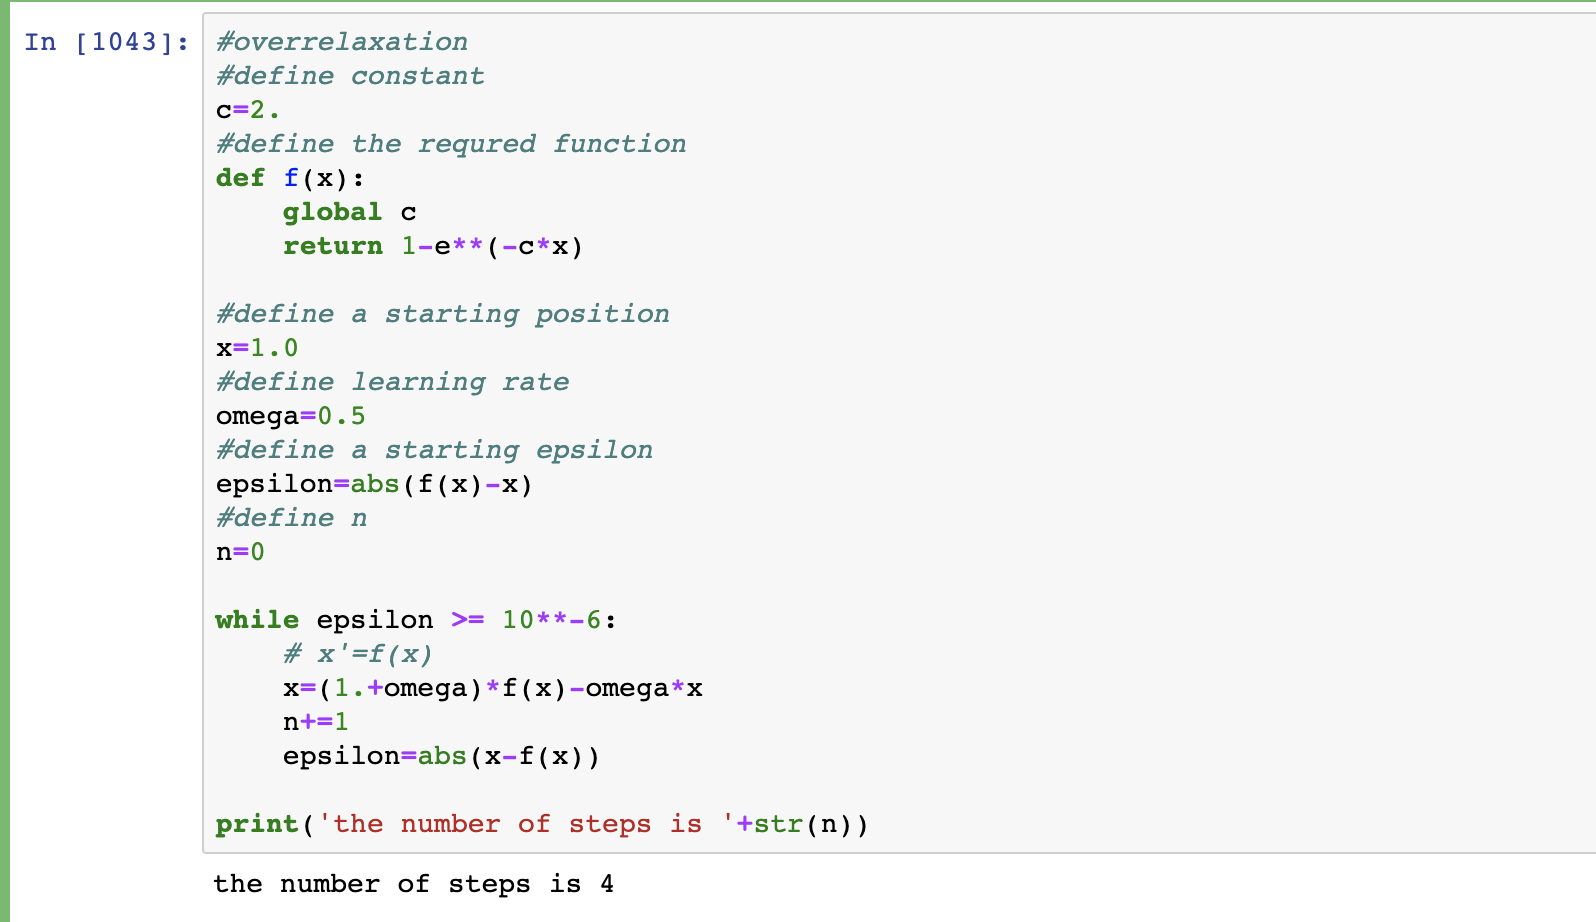 In [1043]:
#overrelaxation
#define constant
c=2.
#define the requred function
def f(x):
    global c
    return 1-e**(-c*x)
#define a starting position
x=1.0
#define learning rate
omega=0.5
#define a starting epsilon
epsilon=abs(f(x)-x)
#define n
n=0
while epsilon >= 10**-6:
    # x'=f(x)
    x=(1.+omega)*f(x)-omega*x
    n+=1
    epsilon=abs(x-f(x))
print('the number of steps is '+str(n))
the number of steps is 4